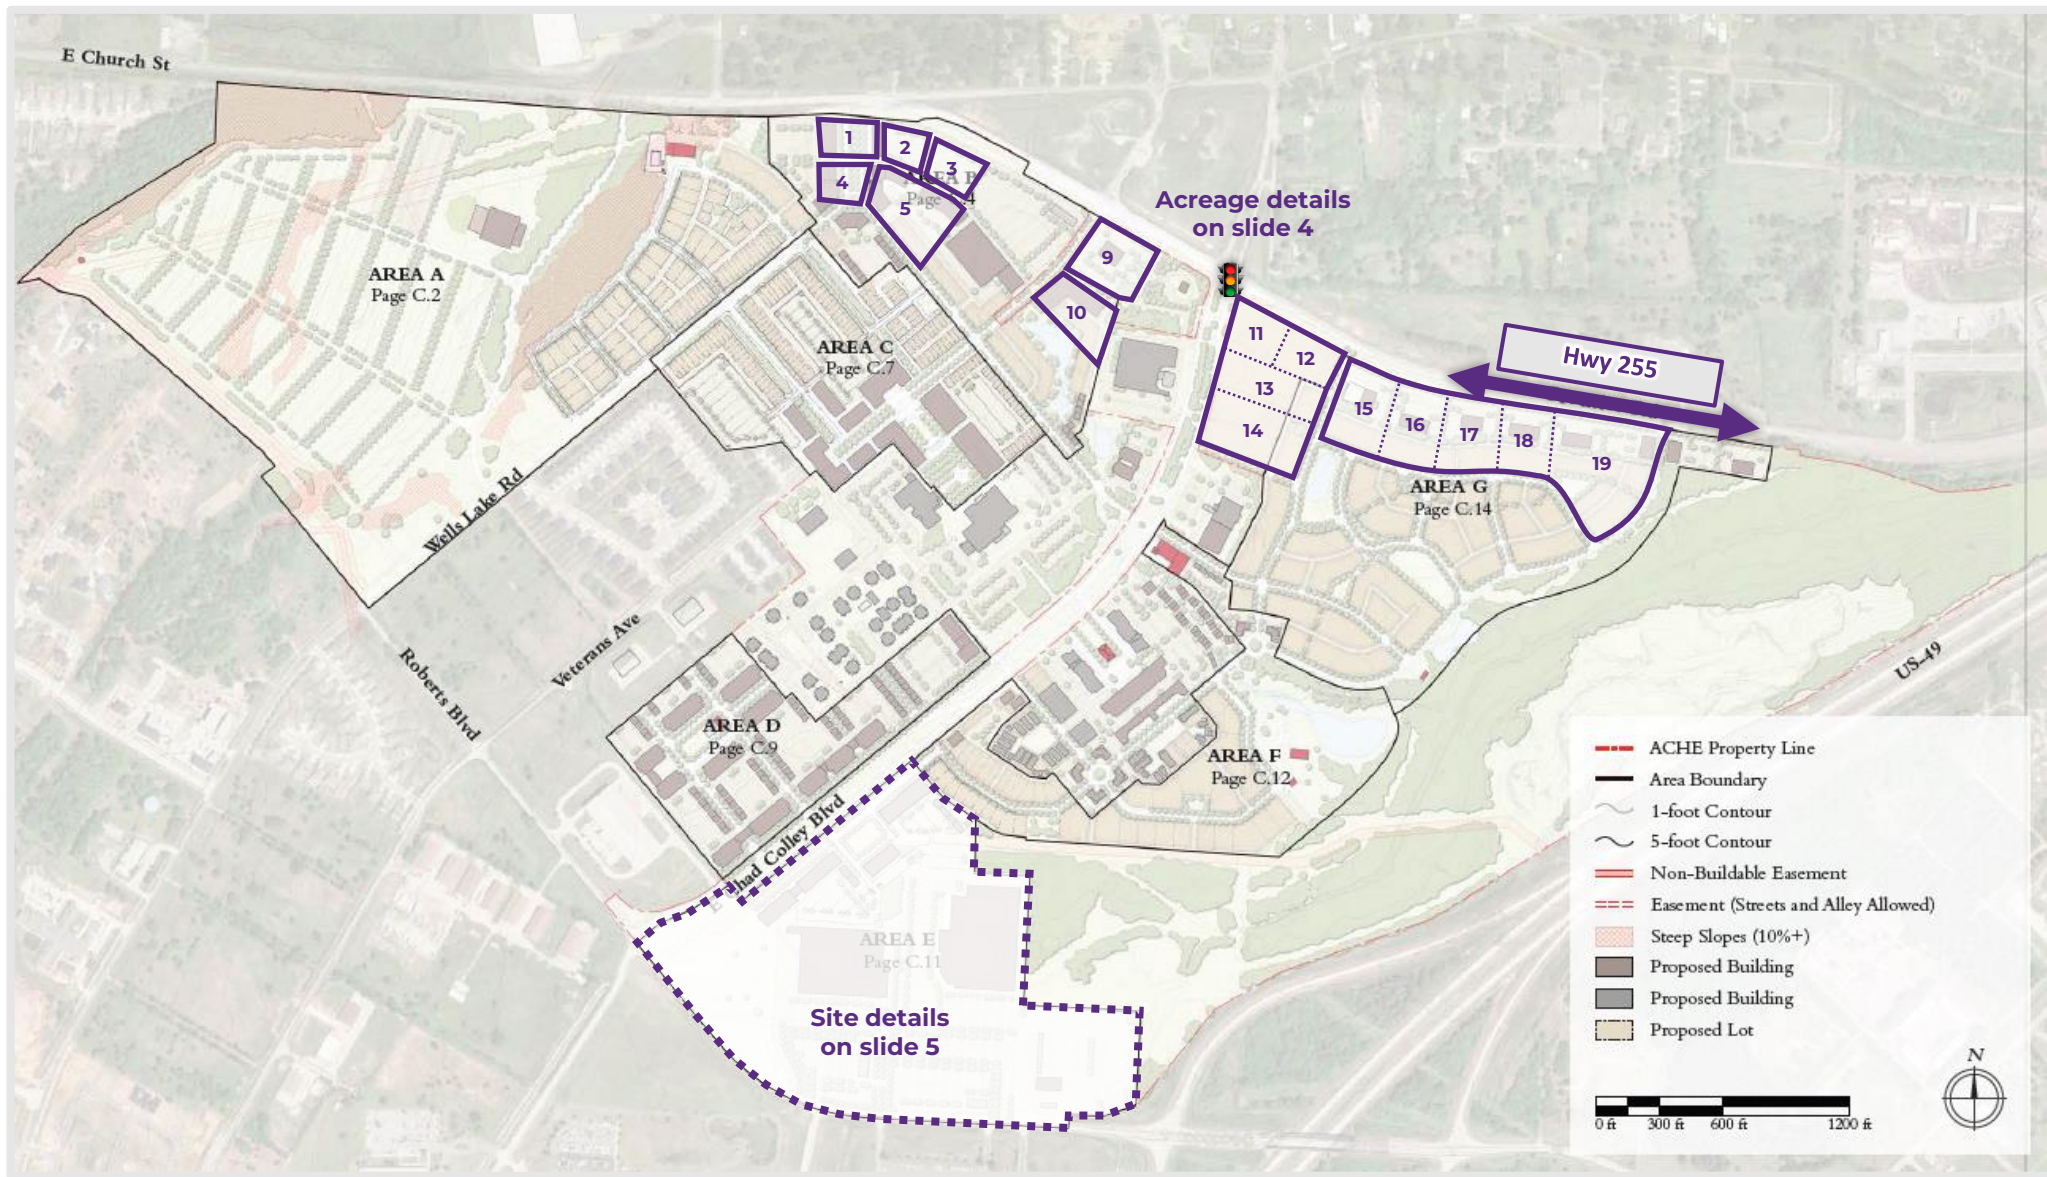 E Church St
1
2
3
4
5
AREA B
Page
4
9
10
Acreage details
on slide 4
11
12
13
14
15
16
17
18
19
Hwy 255
AREA A
Page C.2
AREA C
Page C.7
AREA G
Page C.14
Wells Lake Rd
Roberts Blvd
Veterans Ave
US-49
AREA D
Page C.9
AREA F
Page C.12
had Colley Blvd
AREA E
Page C.11
Site details
on slide 5
ACHE Property Line
Area Boundary
1-foot Contour
5-foot Contour
Non-Buildable Easement
Easement (Streets and Alley Allowed)
Steep Slopes (10%+)
Proposed Building
Proposed Building
Proposed Lot
N
0 ft 300 ft 600 ft 1200 ft